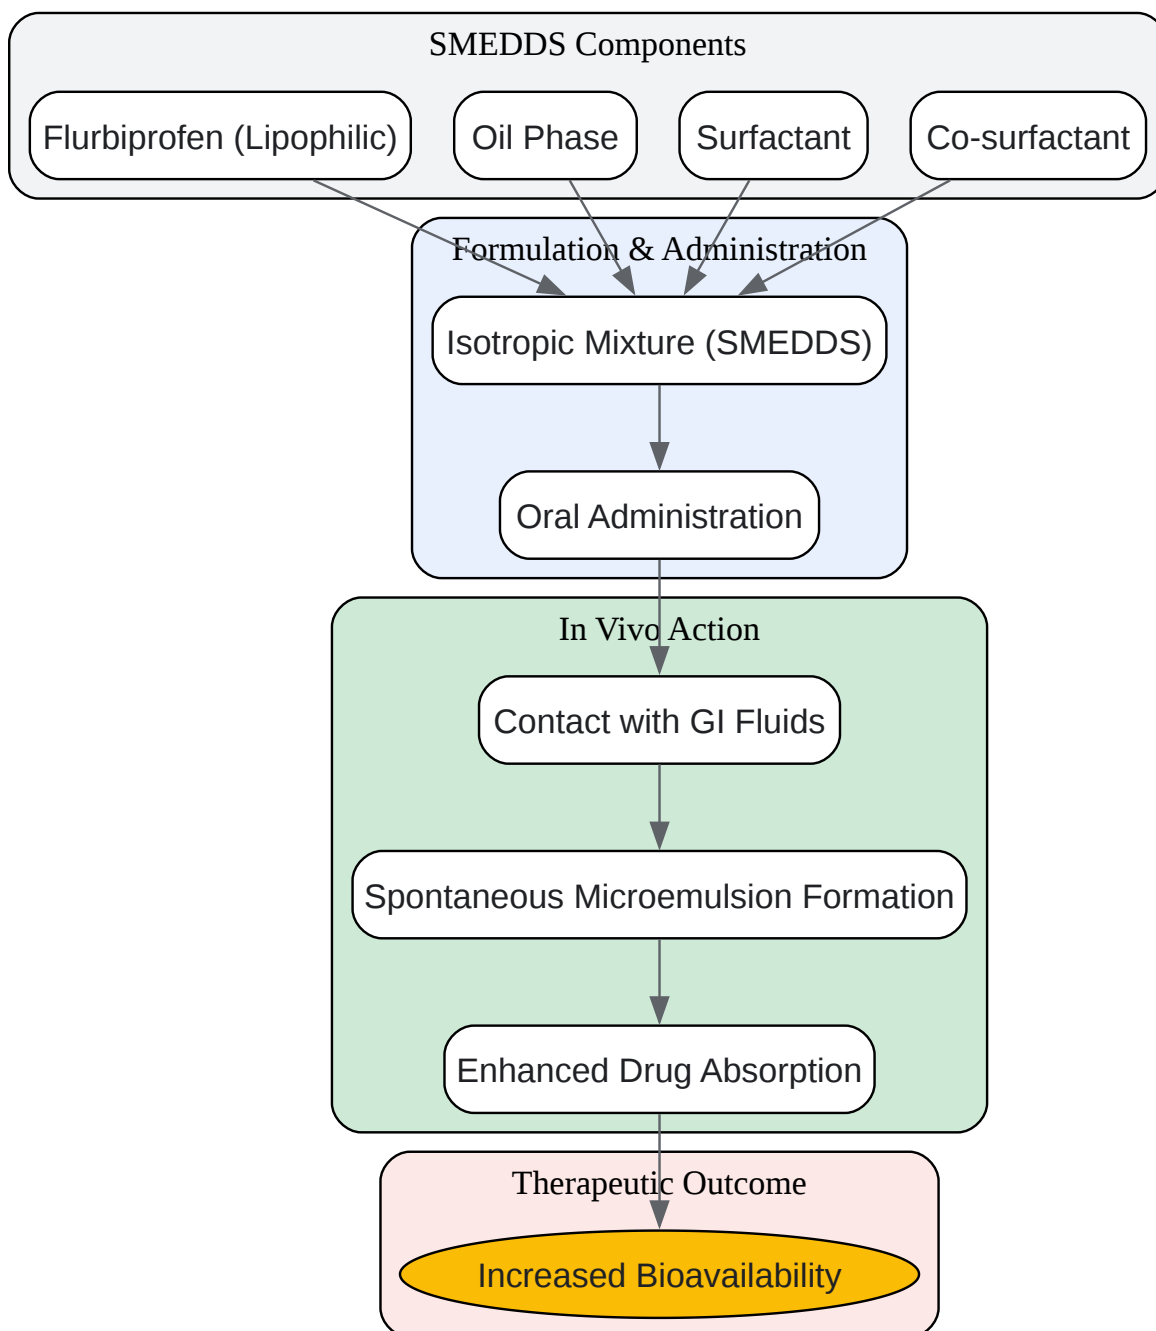 SMEDDS Components
Flurbiprofen (Lipophilic)
Oil Phase
Surfactant
Co-surfactant
Formulation & Administration
Isotropic Mixture (SMEDDS)
Oral Administration
In Vivo Action
Contact with GI Fluids
Spontaneous Microemulsion Formation
Enhanced Drug Absorption
Therapeutic Outcome
Increased Bioavailability